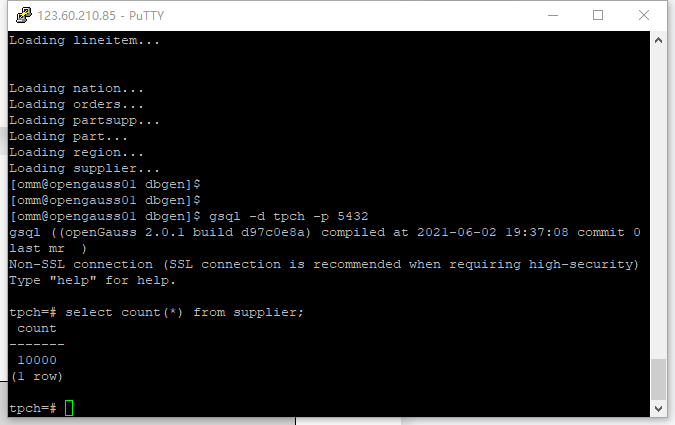 123.60.210.85 - PuTTY
Loading lineitem...
Loading nation...
Loading orders...
Loading partsupp...
Loading part...
Loading region...
Loading supplier...
[omm@opengauss01 dbgen]$
[omm@opengauss01 dbgen]$
[omm@opengauss01 dbgen]$ gsql -d tpch -p 5432
gsql ((openGauss 2.0.1 build d97c0e8a) compiled at 2021-06-02 19:37:08 commit 0
last mr  )
Non-SSL connection (SSL connection is recommended when requiring high-security)
Type "help" for help.
tpch=# select count(*) from supplier;
 count
-------
 10000
(1 row)
tpch=#